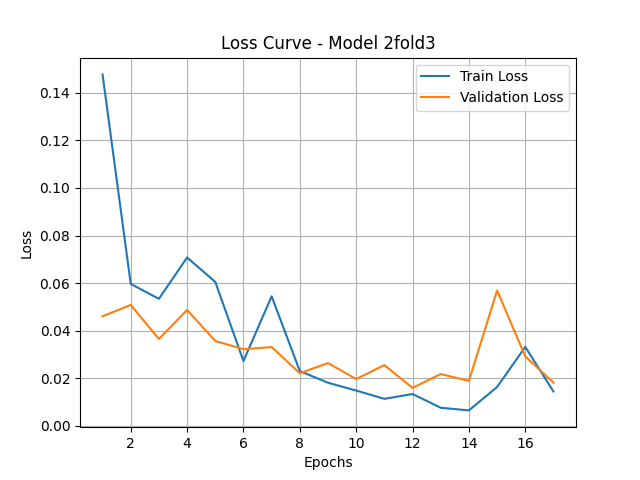 Loss Curve - Model 2fold3
Train Loss
Validation Loss
0.14
0.12
0.10
0.08
0.06
0.04
0.02
0.00
Loss
2 4 6 8 10 12 14 16
Epochs